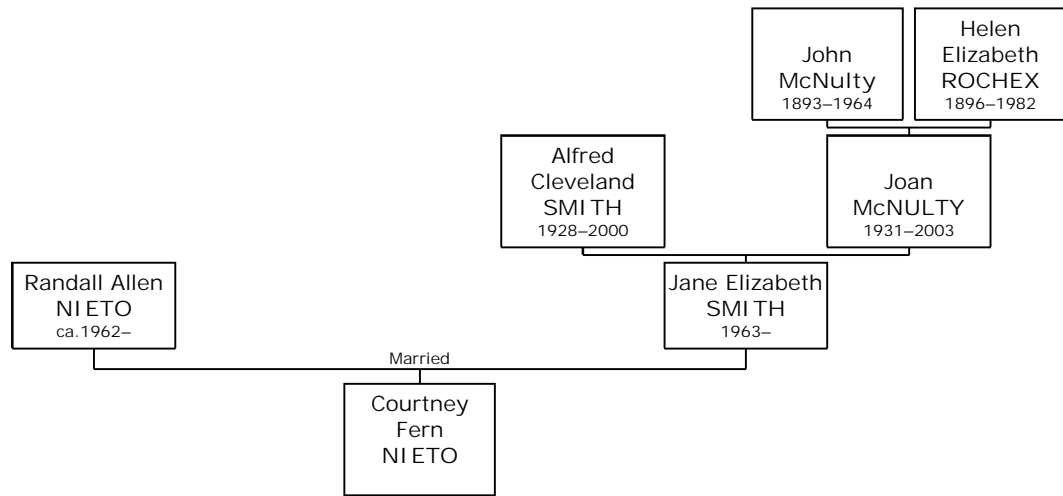 John
McNulty
1893–1964
Helen
Elizabeth
ROCHEX
1896–1982
Alfred
Cleveland
SMITH
1928–2000
Joan
McNULTY
1931–2003
Randall Allen
NIETO
ca.1962–
Jane Elizabeth
SMITH
1963–
Married
Courtney
Fern
NIETO